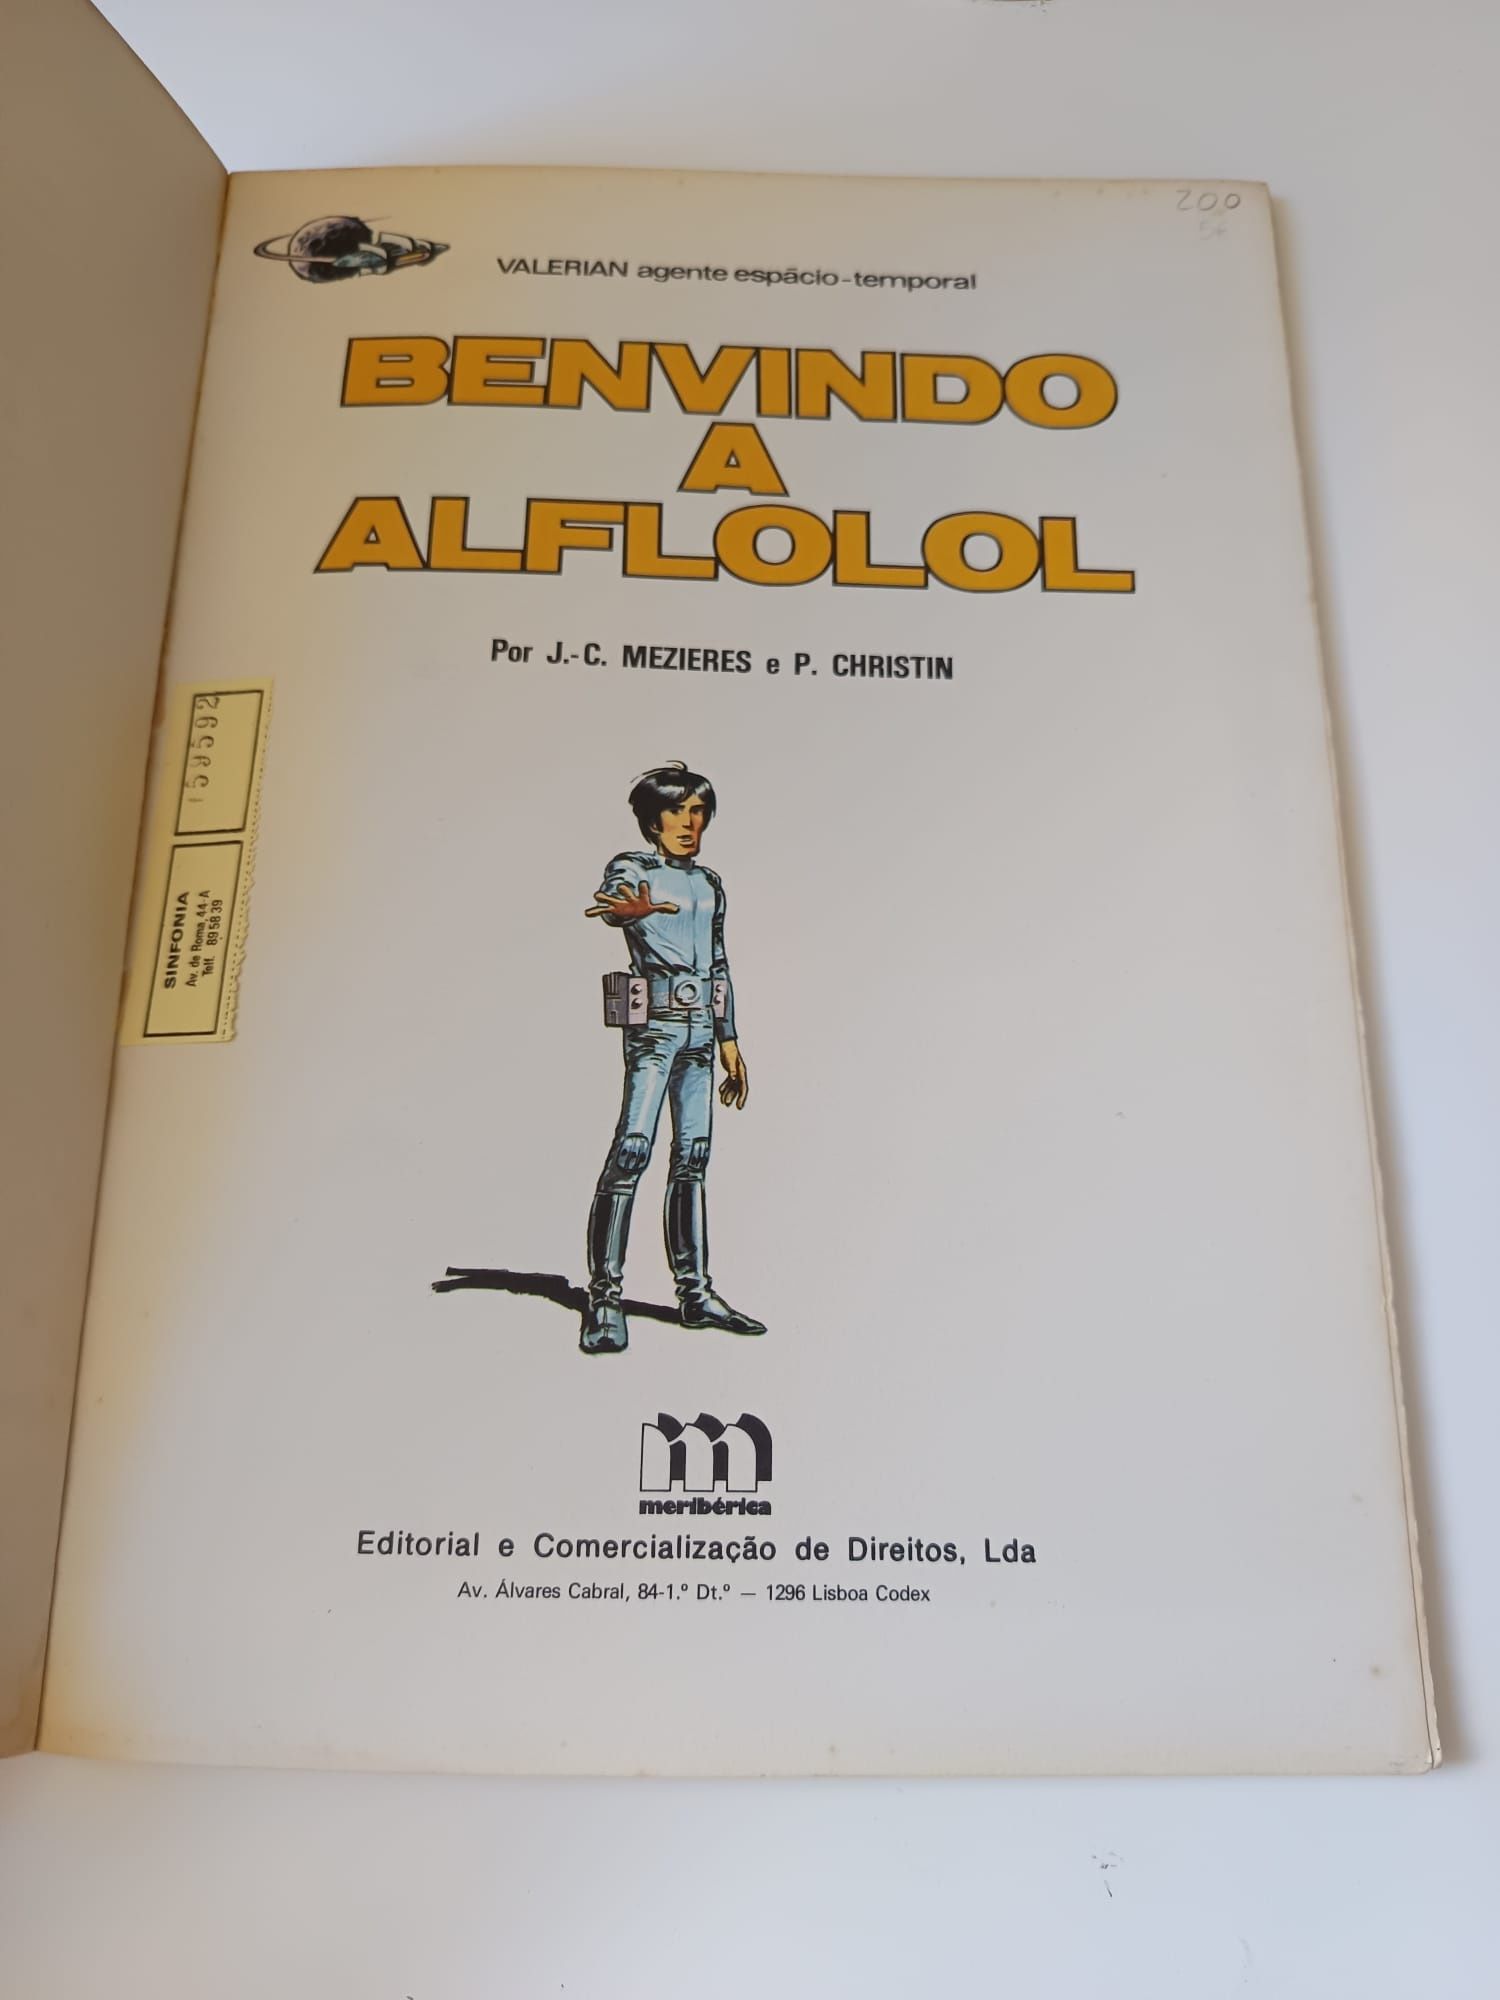 200
VALERIAN agente espácio-temporal
BENVINDO
A
ALFLOLOL
Por J.-C. MEZIERES e P. CHRISTIN
159592
SINFONIA
Av. de Roma, 44-A
Telf. 89 58 39
meribérica
Editorial e Comercialização de Direitos, Lda
Av. Álvares Cabral, 84-1.º Dt.º — 1296 Lisboa Codex